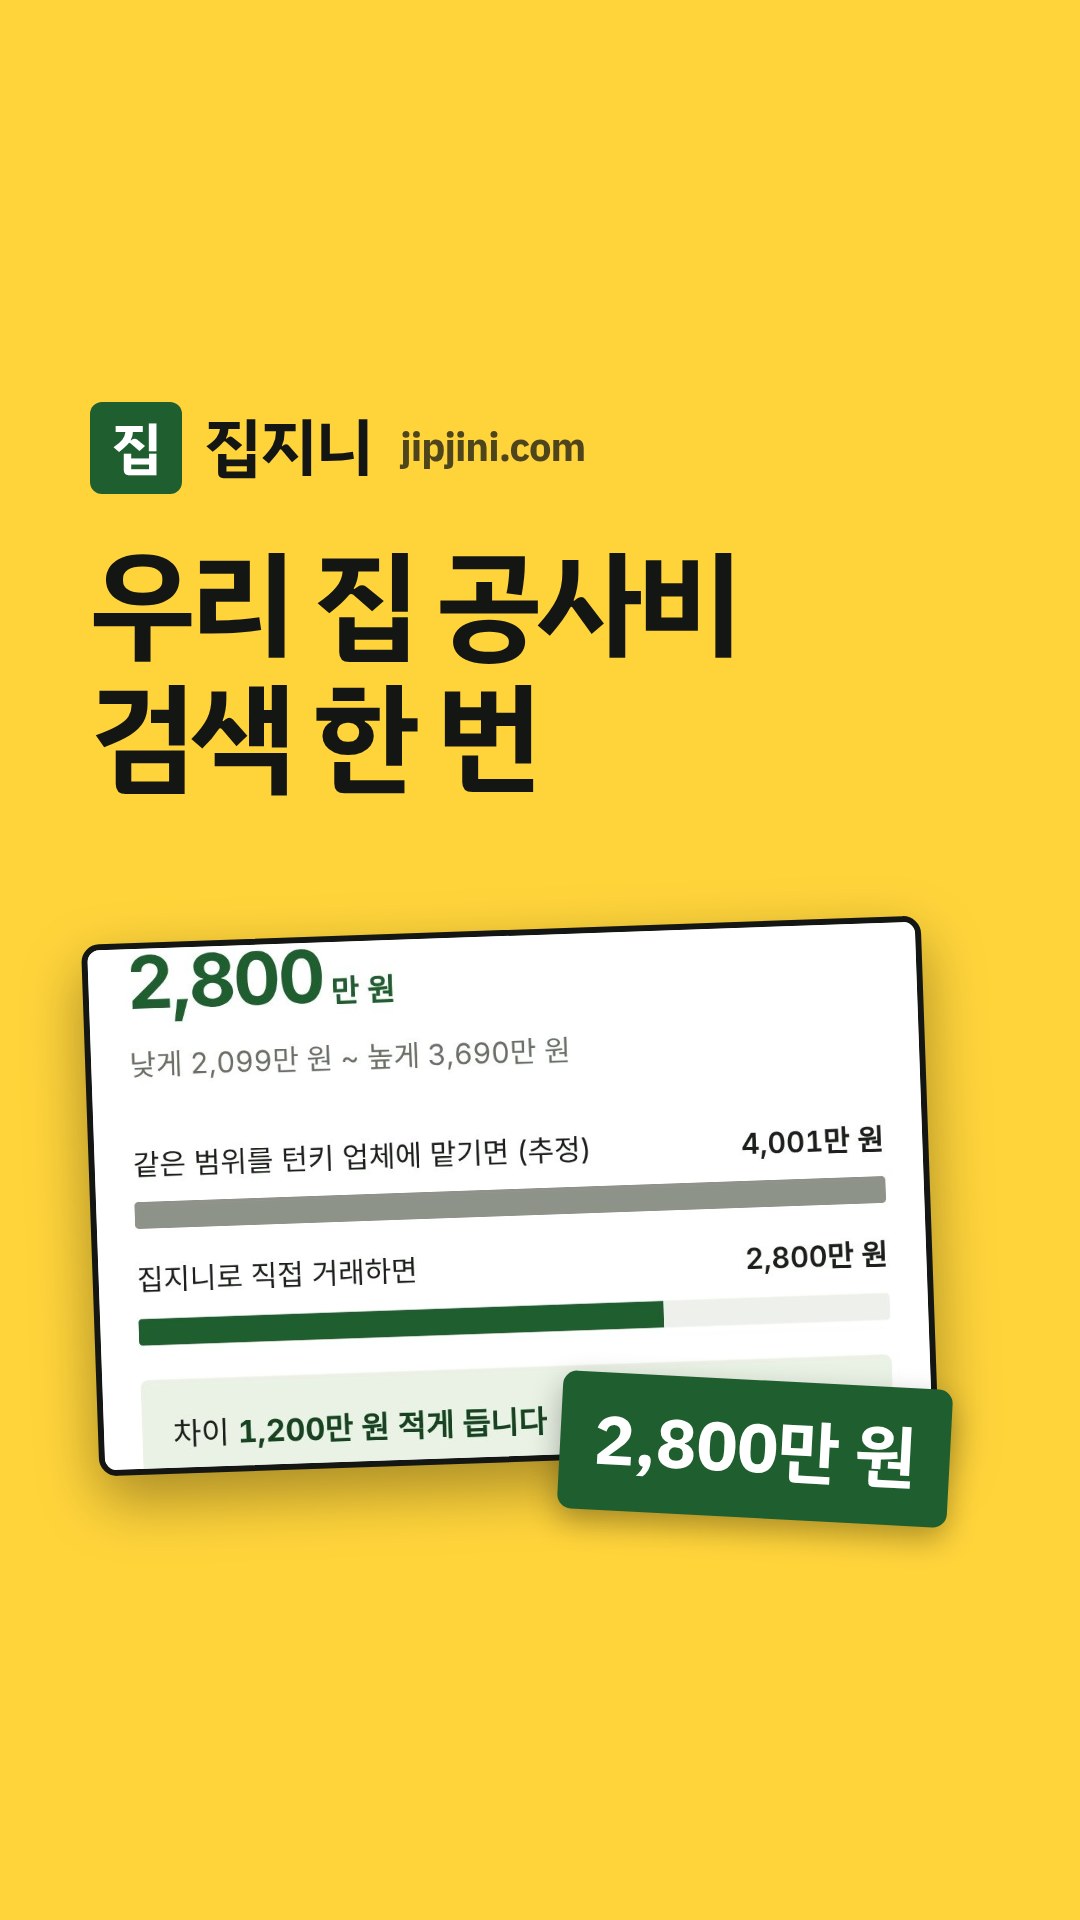 집 집지니 jipjini.com
우리 집 공사비
검색 한 번
2,800만 원
낮게 2,099만 원 ~ 높게 3,690만 원
같은 범위를 턴키 업체에 맡기면 (추정) 4,001만 원
집지니로 직접 거래하면 2,800만 원
차이 1,200만 원 적게 듭니다
2,800만 원